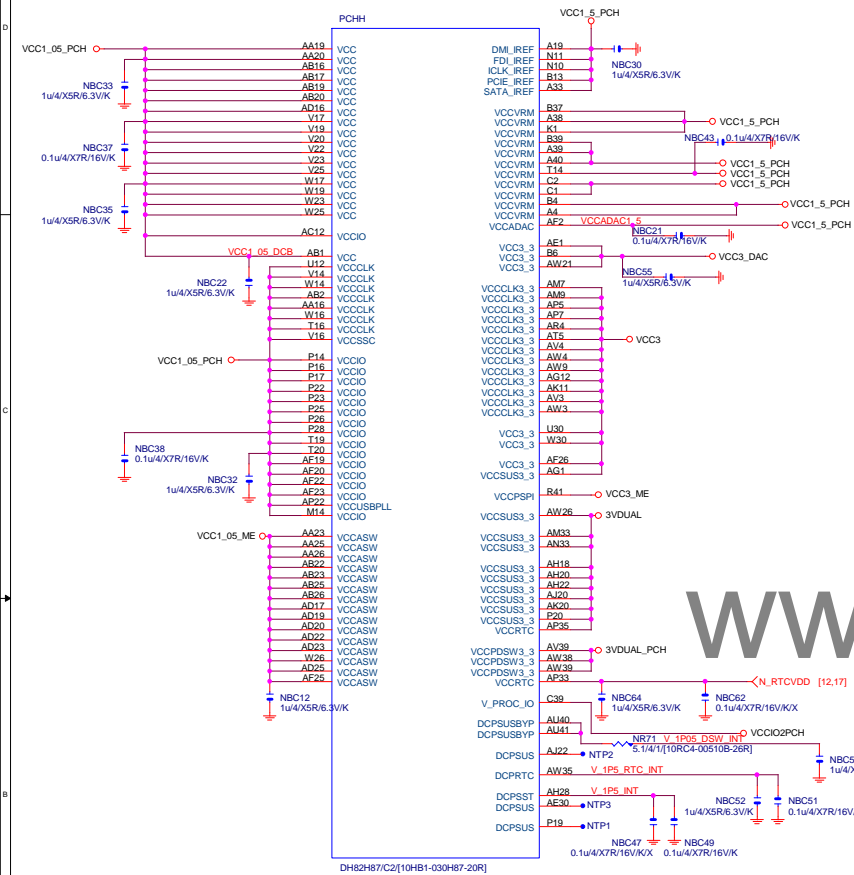 VCC1_5_PCH
D
PCHH
VCC1_05_PCH
AA19 VCC
AA20 VCC
AB16 VCC
AB17 VCC
AB19 VCC
AB20 VCC
AD16 VCC
V17 VCC
V19 VCC
V20 VCC
V22 VCC
V23 VCC
V25 VCC
W17 VCC
W19 VCC
W23 VCC
W25 VCC
AC12 VCCIO
VCC1_05_DCB AB1 VCC
U12 VCCCLK
V14 VCCCLK
W14 VCCCLK
AB2 VCCCLK
AA16 VCCCLK
W16 VCCCLK
T16 VCCCLK
V16 VCCSSC
VCC1_05_PCH
P14 VCCIO
P16 VCCIO
P17 VCCIO
P22 VCCIO
P23 VCCIO
P25 VCCIO
P26 VCCIO
P28 VCCIO
T19 VCCIO
T20 VCCIO
AF19 VCCIO
AF20 VCCIO
AF22 VCCIO
AF23 VCCIO
AP22 VCCUSBPLL
M14 VCCIO
VCC1_05_ME
AA23 VCCASW
AA25 VCCASW
AA26 VCCASW
AB22 VCCASW
AB23 VCCASW
AB25 VCCASW
AB26 VCCASW
AD17 VCCASW
AD19 VCCASW
AD20 VCCASW
AD22 VCCASW
AD23 VCCASW
W26 VCCASW
AD25 VCCASW
AF25 VCCASW
NBC33
1u/4/X5R/6.3V/K
NBC37
0.1u/4/X7R/16V/K
NBC35
1u/4/X5R/6.3V/K
NBC22
1u/4/X5R/6.3V/K
C
NBC38
0.1u/4/X7R/16V/K
NBC32
1u/4/X5R/6.3V/K
NBC12
1u/4/X5R/6.3V/K
B
DMI_IREF A19
FDI_IREF N11
ICLK_IREF N10
PCIE_IREF B13
SATA_IREF A33
NBC30
1u/4/X5R/6.3V/K
VCCVRM B37
VCCVRM A38
VCCVRM K1
VCCVRM B39
VCCVRM A39
VCCVRM A40
VCCVRM T14
VCCVRM C2
VCCVRM C1
VCCVRM B4
VCCVRM A4
VCCADAC AF2 VCCADAC1_5
VCC1_5_PCH
NBC43 0.1u/4/X7R/16V/K
VCC1_5_PCH
VCC1_5_PCH
VCC1_5_PCH
VCC1_5_PCH
VCC1_5_PCH
NBC21
0.1u/4/X7R/16V/K
VCC3_3 AE1
VCC3_3 B6
VCC3_3 AW21
VCC3_DAC
NBC55
1u/4/X5R/6.3V/K
VCCCLK3_3 AM7
VCCCLK3_3 AM9
VCCCLK3_3 AP5
VCCCLK3_3 AP7
VCCCLK3_3 AR4
VCCCLK3_3 AT5
VCCCLK3_3 AV4
VCCCLK3_3 AW4
VCCCLK3_3 AW9
VCCCLK3_3 AG12
VCCCLK3_3 AK11
VCCCLK3_3 AV3
VCCCLK3_3 AW3
VCC3
VCC3_3 U30
VCC3_3 W30
VCC3_3 AF26
VCCSUS3_3 AG1
VCCPSPI R41 VCC3_ME
VCCSUS3_3 AW26 3VDUAL
VCCSUS3_3 AM33
VCCSUS3_3 AN33
VCCSUS3_3 AH18
VCCSUS3_3 AH20
VCCSUS3_3 AH22
VCCSUS3_3 AJ20
VCCSUS3_3 AK20
VCCSUS3_3 P20
VCCRTC AP35
WW
VCCPDSW3_3 AV39 3VDUAL_PCH
VCCPDSW3_3 AW38
VCCPDSW3_3 AW39
VCCRTC AP33 N_RTCVDD [12,17]
V_PROC_IO C39
NBC64
1u/4/X5R/6.3V/K
NBC62
0.1u/4/X7R/16V/K/X
DCPSUSBYP AU40
DCPSUSBYP AU41
VCCIO2PCH
NR71 V_1P05_DSW_INT
5.1/4/1/[10RC4-00510B-26R]
DCPSUS AJ22 NTP2
NBC5
1u/4/X
DCPRTC AW35 V_1P5_RTC_INT
DCPSST AH28 V_1P5_INT
DCPSUS AE30 NTP3
DCPSUS P19 NTP1
NBC52
1u/4/X5R/6.3V/K
NBC51
0.1u/4/X7R/16V/
NBC47
0.1u/4/X7R/16V/K/X
NBC49
0.1u/4/X7R/16V/K
DH82H87/C2/[10HB1-030H87-20R]